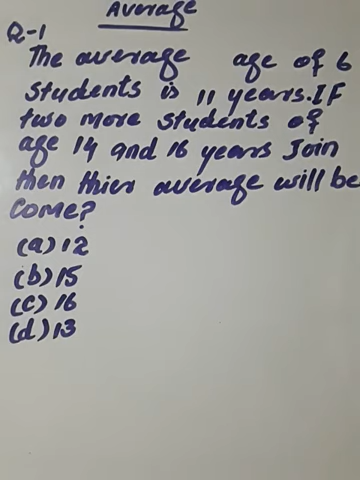 Average
Q-1
The average age of 6
students is 11 years.IF
two more students of
age 14 and 16 years Join
then thier average will be
come?
(a) 12
(b) 15
(c) 16
(d) 13